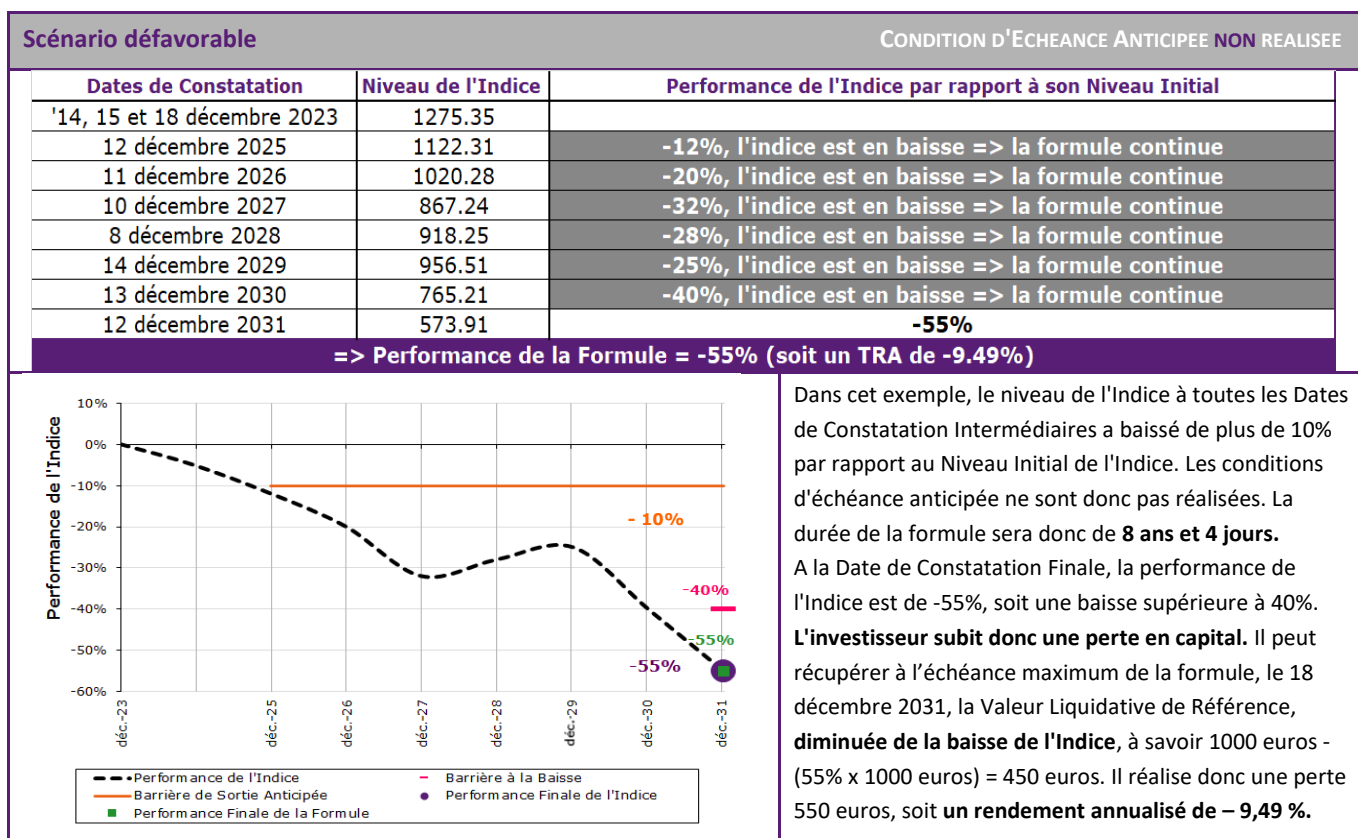 Scénario défavorable CONDITION D'ECHEANCE ANTICIPEE NON REALISEE
Dates de Constatation Niveau de l'Indice Performance de l'Indice par rapport à son Niveau Initial
'14, 15 et 18 décembre 2023 1275.35
12 décembre 2025 1122.31 -12%, l'indice est en baisse => la formule continue
11 décembre 2026 1020.28 -20%, l'indice est en baisse => la formule continue
10 décembre 2027 867.24 -32%, l'indice est en baisse => la formule continue
8 décembre 2028 918.25 -28%, l'indice est en baisse => la formule continue
14 décembre 2029 956.51 -25%, l'indice est en baisse => la formule continue
13 décembre 2030 765.21 -40%, l'indice est en baisse => la formule continue
12 décembre 2031 573.91 -55%
=> Performance de la Formule = -55% (soit un TRA de -9.49%)
Performance de l'Indice
10%
0%
-10%
-20%
-30%
-40%
-50%
-60%
- 10%
-40%
-55%
-55%
déc.-23
déc.-25
déc.-26
déc.-27
déc.-28
déc.-29
déc.-30
déc.-31
Performance de l'Indice
Barrière à la Baisse
Barrière de Sortie Anticipée
Performance Finale de l'Indice
Performance Finale de la Formule
Dans cet exemple, le niveau de l'Indice à toutes les Dates
de Constatation Intermédiaires a baissé de plus de 10%
par rapport au Niveau Initial de l'Indice. Les conditions
d'échéance anticipée ne sont donc pas réalisées. La
durée de la formule sera donc de 8 ans et 4 jours.
A la Date de Constatation Finale, la performance de
l'Indice est de -55%, soit une baisse supérieure à 40%.
L'investisseur subit donc une perte en capital. Il peut
récupérer à l’échéance maximum de la formule, le 18
décembre 2031, la Valeur Liquidative de Référence,
diminuée de la baisse de l'Indice, à savoir 1000 euros -
(55% x 1000 euros) = 450 euros. Il réalise donc une perte
550 euros, soit un rendement annualisé de – 9,49 %.